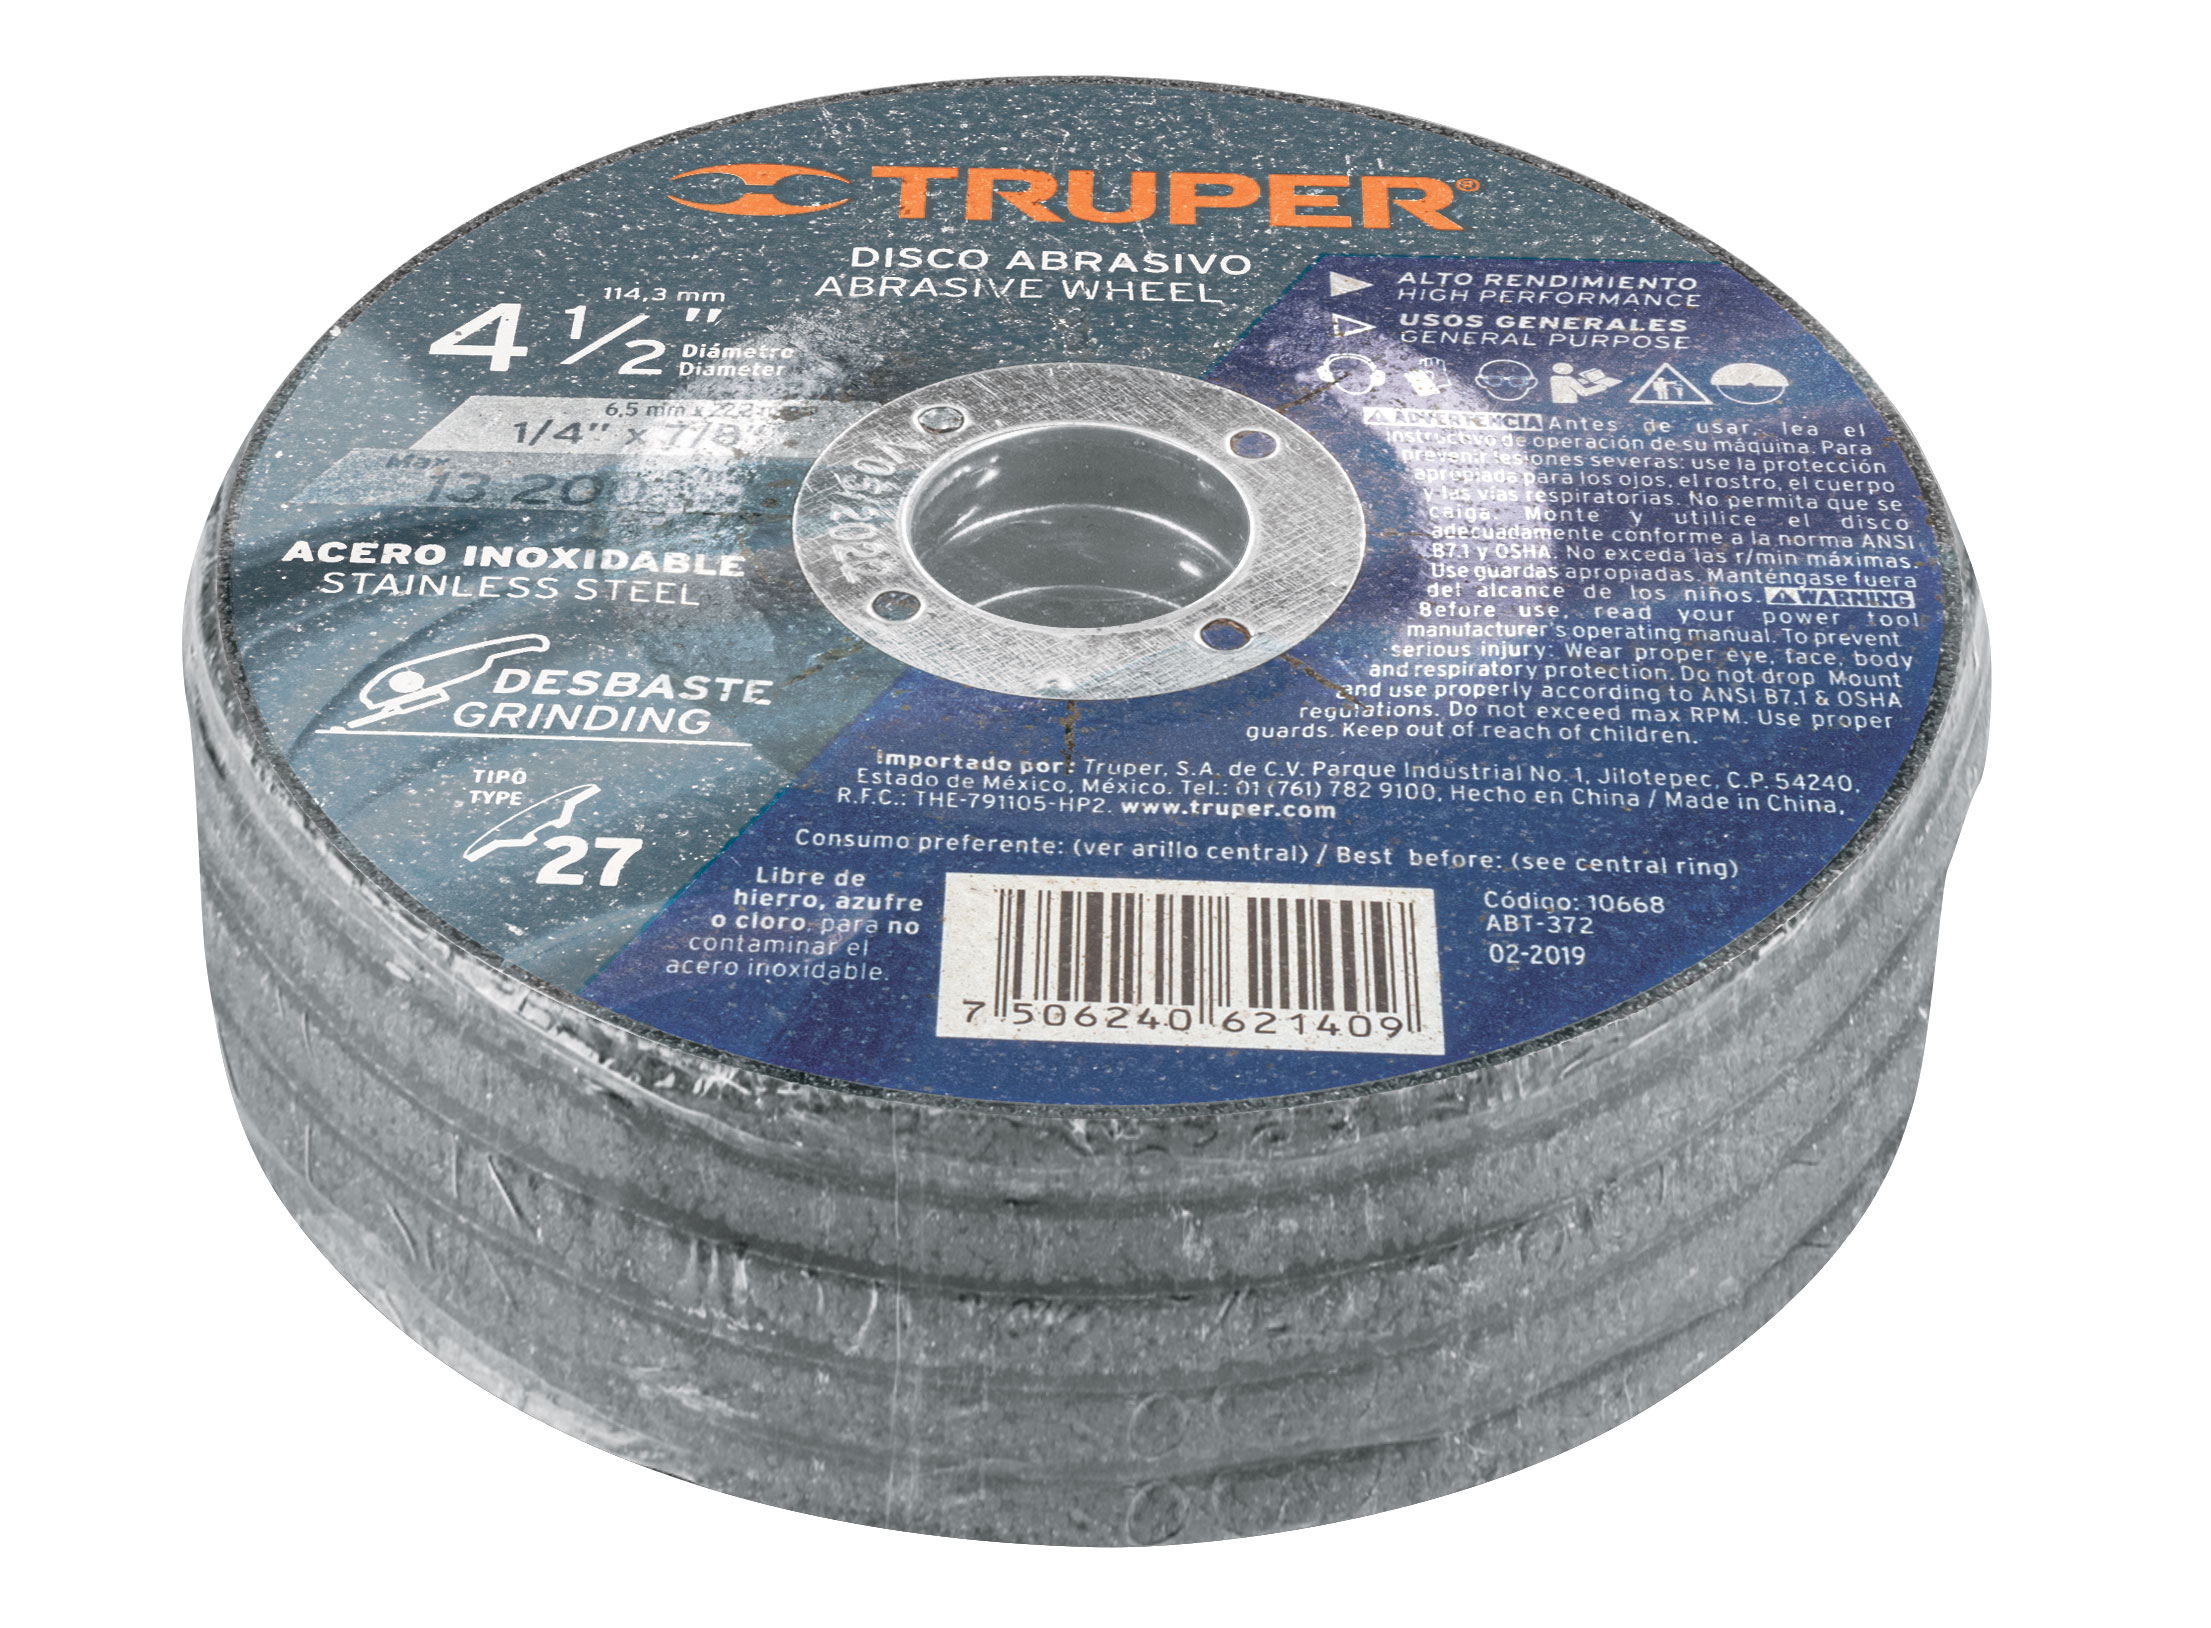 TRUPER®
DISCO ABRASIVO
ABRASIVE WHEEL
114,3 mm
4 1/2"
Diámetro
Diameter
6,5 mm x 22,2 mm
1/4" x 7/8"
Max
13 200
ACERO INOXIDABLE
STAINLESS STEEL
DESBASTE
GRINDING
TIPO
TYPE
27
ALTO RENDIMIENTO
HIGH PERFORMANCE
USOS GENERALES
GENERAL PURPOSE
ADVERTENCIA Antes de usar, lea el
instructivo de operación de su máquina. Para
prevenir lesiones severas: use la protección
apropiada para los ojos, el rostro, el cuerpo
y las vías respiratorias. No permita que se
caiga. Monte y utilice el disco
adecuadamente conforme a la norma ANSI
B7.1 y OSHA. No exceda las r/min máximas.
Use guardas apropiadas. Manténgase fuera
del alcance de los niños. WARNING
Before use, read your power tool
manufacturer's operating manual. To prevent
serious injury: Wear proper eye, face, body
and respiratory protection. Do not drop Mount
and use properly according to ANSI B7.1 & OSHA
regulations. Do not exceed max RPM. Use proper
guards. Keep out of reach of children.
V05/2022
Importado por: Truper, S.A. de C.V. Parque Industrial No. 1, Jilotepec, C.P. 54240,
Estado de México, México. Tel.: 01 (761) 782 9100, Hecho en China / Made in China,
R.F.C.: THE-791105-HP2. www.truper.com
Consumo preferente: (ver arillo central) / Best before: (see central ring)
Libre de
hierro, azufre
o cloro para no
contaminar el
acero inoxidable.
7 506240 621409
Código: 10668
ABT-372
02-2019